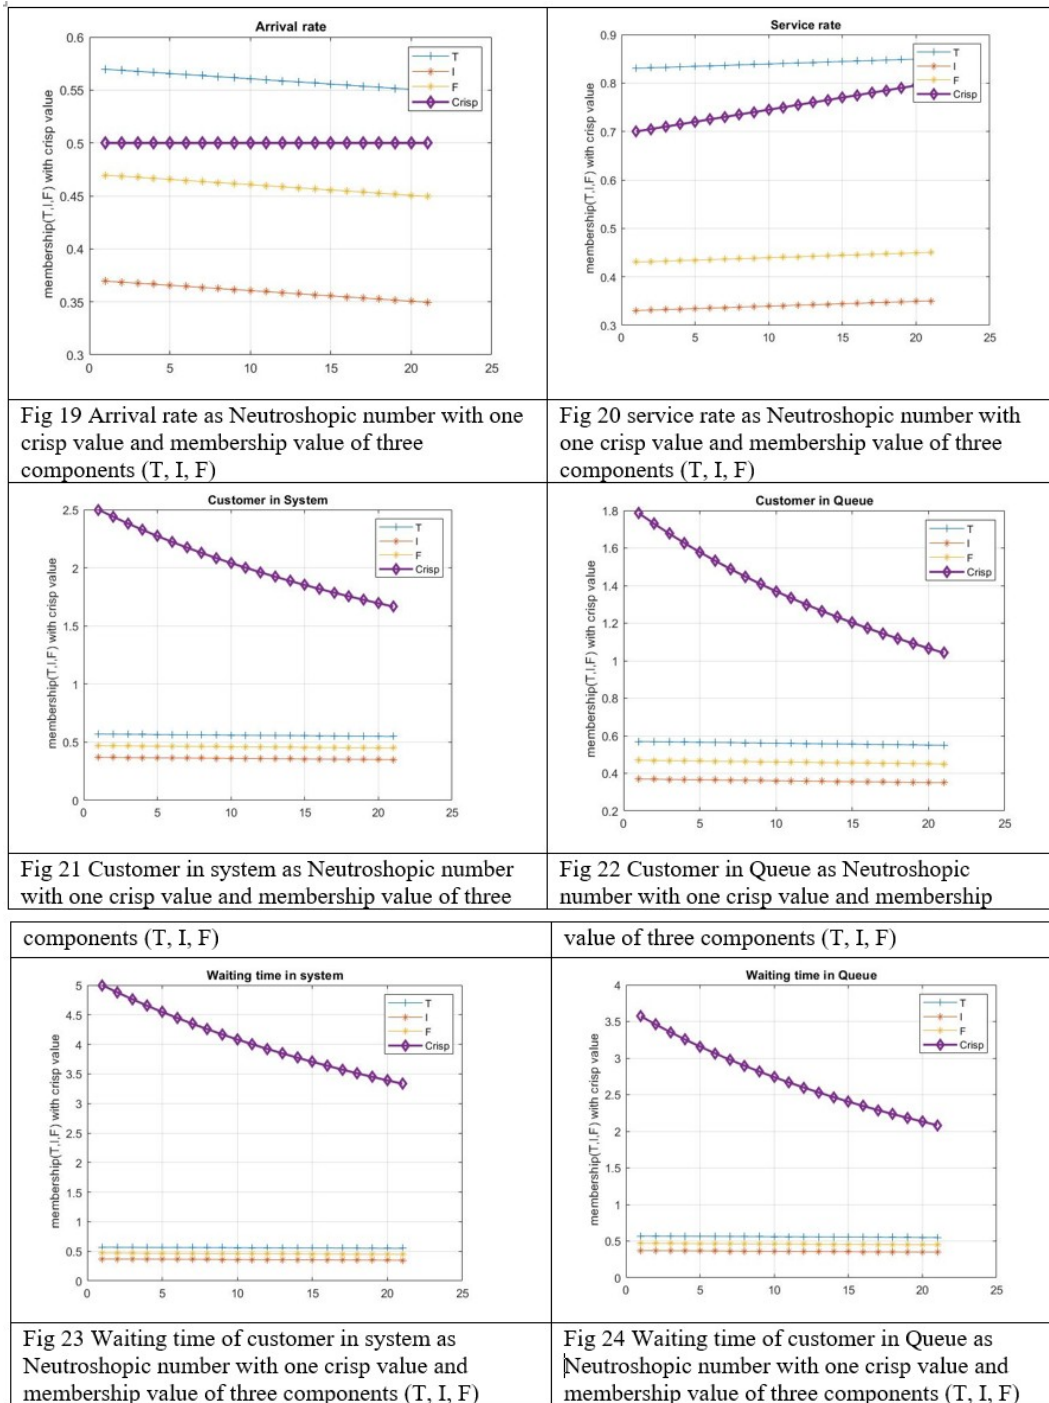 Arrival rate
0.6
0.55
0.5
0.45
0.4
0.35
0.3
0 5 10 15 20 25
membership(T,I,F) with crisp value
T
I
F
Crisp
Service rate
0.9
0.8
0.7
0.6
0.5
0.4
0.3
0 5 10 15 20 25
membership(T,I,F) with crisp value
T
I
F
Crisp
Fig 19 Arrival rate as Neutroshopic number with one
crisp value and membership value of three
components (T, I, F)
Fig 20 service rate as Neutroshopic number with
one crisp value and membership value of three
components (T, I, F)
Customer in System
2.5
2
1.5
1
0.5
0
0 5 10 15 20 25
membership(T,I,F) with crisp value
T
I
F
Crisp
Customer in Queue
1.8
1.6
1.4
1.2
1
0.8
0.6
0.4
0.2
0 5 10 15 20 25
membership(T,I,F) with crisp value
T
I
F
Crisp
Fig 21 Customer in system as Neutroshopic number
with one crisp value and membership value of three
Fig 22 Customer in Queue as Neutroshopic
number with one crisp value and membership
components (T, I, F)
value of three components (T, I, F)
Waiting time in system
5
4.5
4
3.5
3
2.5
2
1.5
1
0.5
0
0 5 10 15 20 25
membership(T,I,F) with crisp value
T
I
F
Crisp
Waiting time in Queue
4
3.5
3
2.5
2
1.5
1
0.5
0
0 5 10 15 20 25
membership(T,I,F) with crisp value
T
I
F
Crisp
Fig 23 Waiting time of customer in system as
Neutroshopic number with one crisp value and
membership value of three components (T, I, F)
Fig 24 Waiting time of customer in Queue as
Neutroshopic number with one crisp value and
membership value of three components (T, I, F)